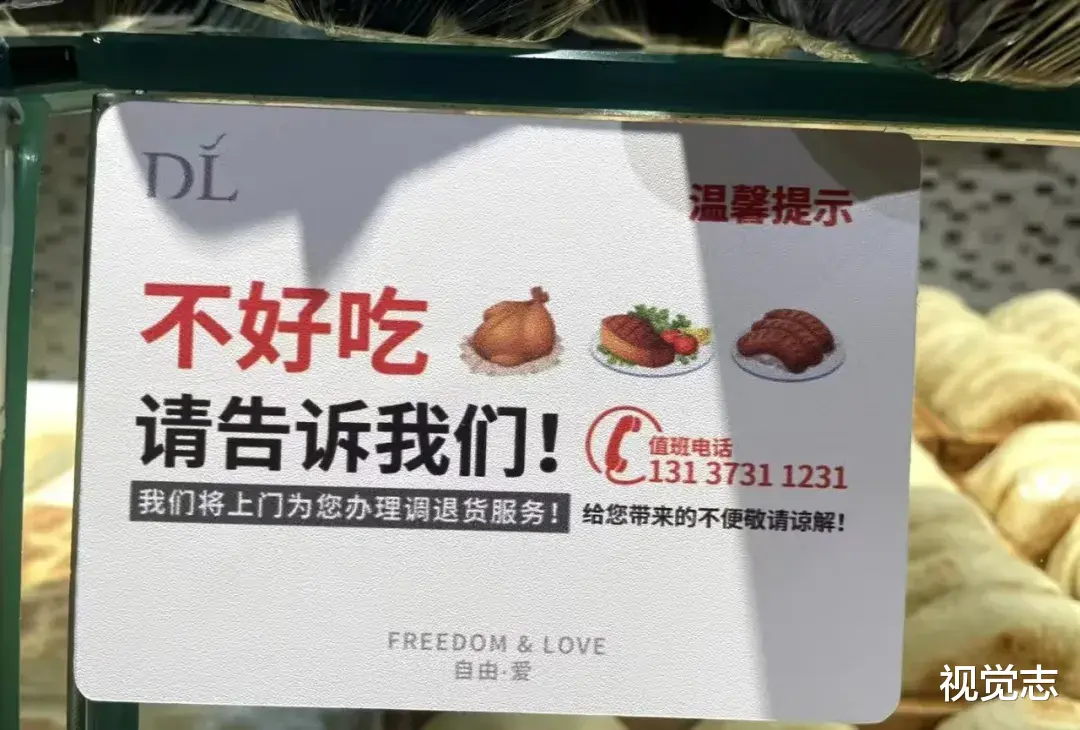 DL
温馨提示
不好吃
请告诉我们!
值班电话
131 3731 1231
我们将上门为您办理调退货服务!
给您带来的不便敬请谅解!
FREEDOM & LOVE
自由·爱
视觉志